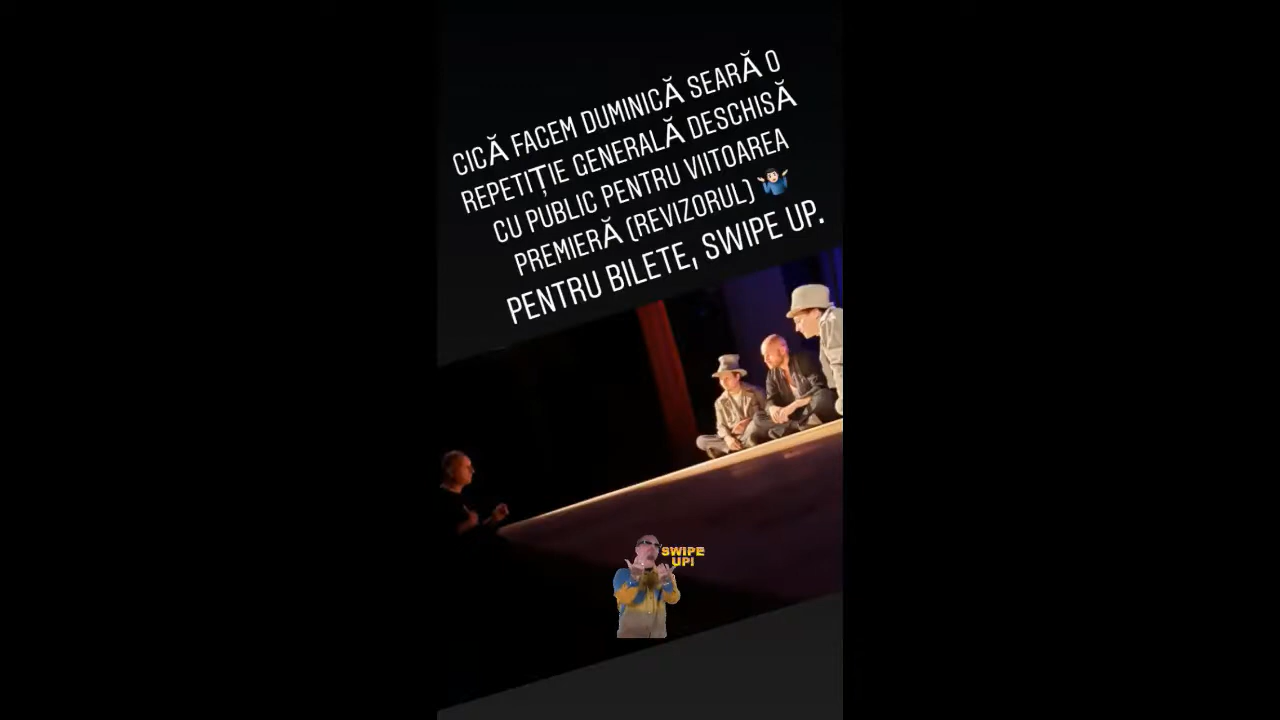 CICĂ FACEM DUMINICĂ SEARĂ O
REPETIȚIE GENERALĂ DESCHISĂ
CU PUBLIC PENTRU VIITOAREA
PREMIERĂ (REVIZORUL) 🤷🏻‍♂️
PENTRU BILETE, SWIPE UP.
SWIPE
UP!